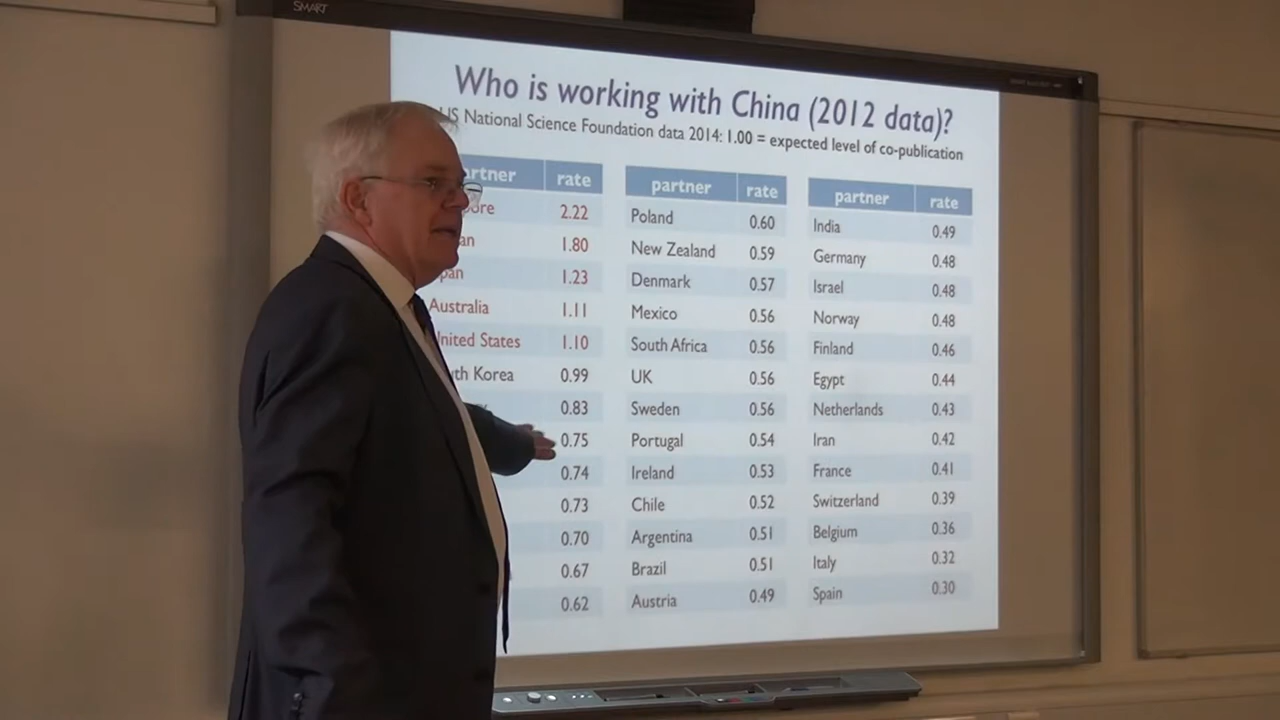 SMART
Who is working with China (2012 data)?
US National Science Foundation data 2014: 1.00 = expected level of co-publication
rate
2.22
1.80
1.23
Australia 1.11
United States 1.10
Korea 0.99
0.83
0.75
0.74
0.73
0.70
0.67
0.62
partner rate
Poland 0.60
New Zealand 0.59
Denmark 0.57
Mexico 0.56
South Africa 0.56
UK 0.56
Sweden 0.56
Portugal 0.54
Ireland 0.53
Chile 0.52
Argentina 0.51
Brazil 0.51
Austria 0.49
partner rate
India 0.49
Germany 0.48
Israel 0.48
Norway 0.48
Finland 0.46
Egypt 0.44
Netherlands 0.43
Iran 0.42
France 0.41
Switzerland 0.39
Belgium 0.36
Italy 0.32
Spain 0.30